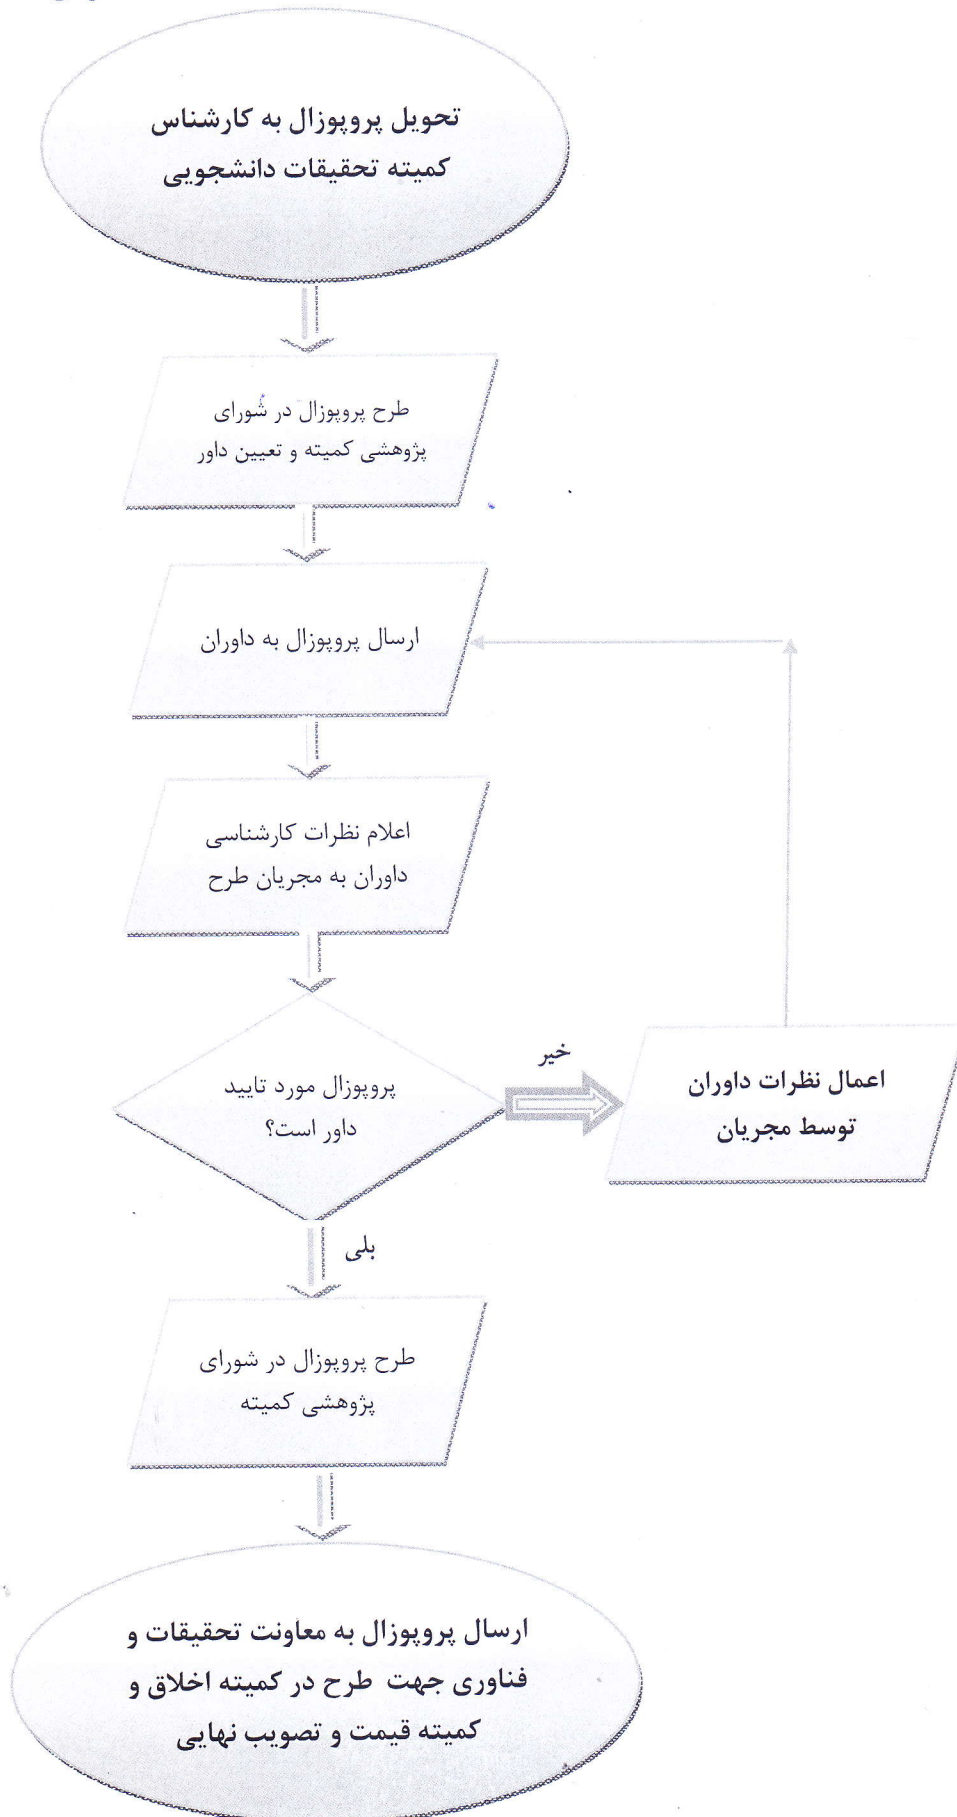 تحویل پروپوزال به کارشناس
کمیته تحقیقات دانشجویی
طرح پروپوزال در شورای
پژوهشی کمیته و تعیین داور
ارسال پروپوزال به داوران
اعلام نظرات کارشناسی
داوران به مجریان طرح
پروپوزال مورد تایید
داور است؟
خیر
اعمال نظرات داوران
توسط مجریان
بلی
طرح پروپوزال در شورای
پژوهشی کمیته
ارسال پروپوزال به معاونت تحقیقات و
فناوری جهت طرح در کمیته اخلاق و
کمیته قیمت و تصویب نهایی